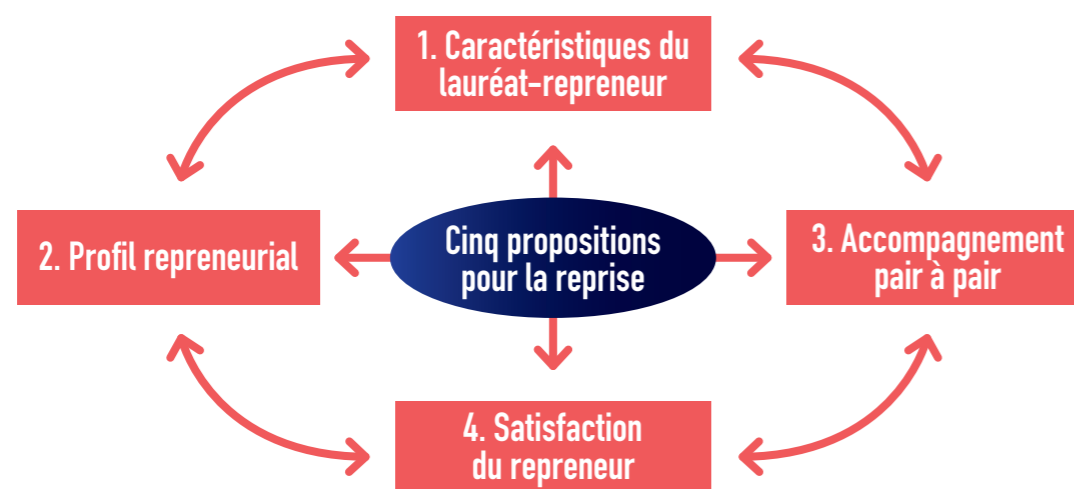 1. Caractéristiques du
lauréat-repreneur
2. Profil repreneurial
Cinq propositions
pour la reprise
3. Accompagnement
pair à pair
4. Satisfaction
du repreneur